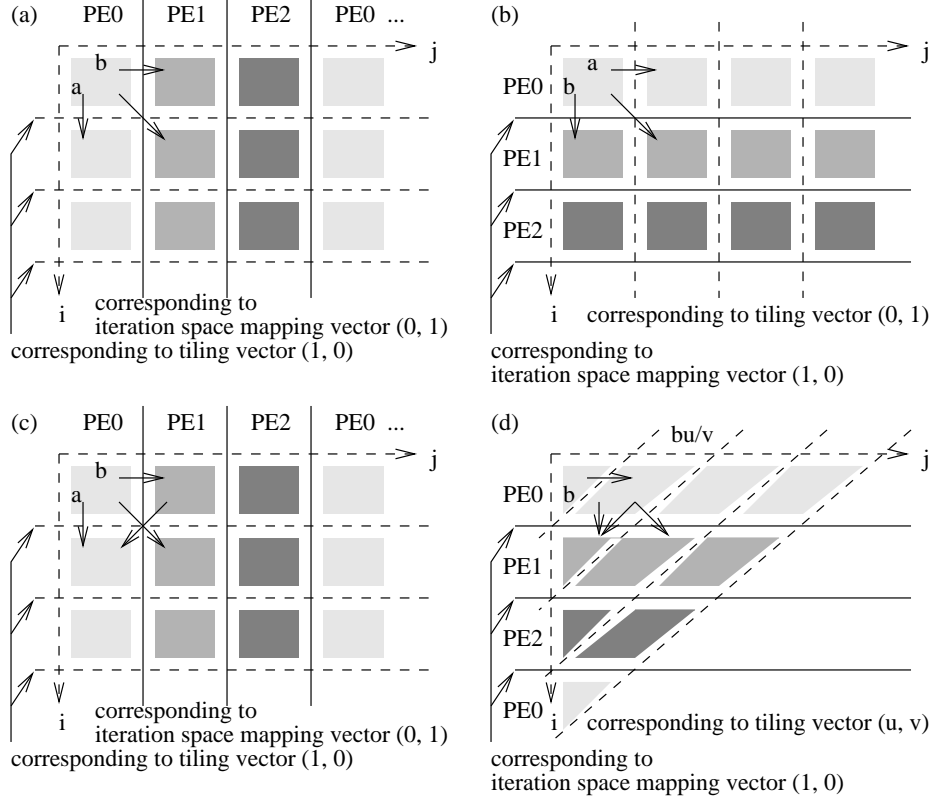 (a) PE0 PE1 PE2 PE0 ...
j
b
a
i
corresponding to
iteration space mapping vector (0, 1)
corresponding to tiling vector (1, 0)
(b)
j
a
PE0
b
PE1
PE2
i
corresponding to tiling vector (0, 1)
corresponding to
iteration space mapping vector (1, 0)
(c) PE0 PE1 PE2 PE0 ...
j
b
a
i
corresponding to
iteration space mapping vector (0, 1)
corresponding to tiling vector (1, 0)
(d)
bu/v
j
PE0
b
PE1
PE2
PE0
i
corresponding to tiling vector (u, v)
corresponding to
iteration space mapping vector (1, 0)